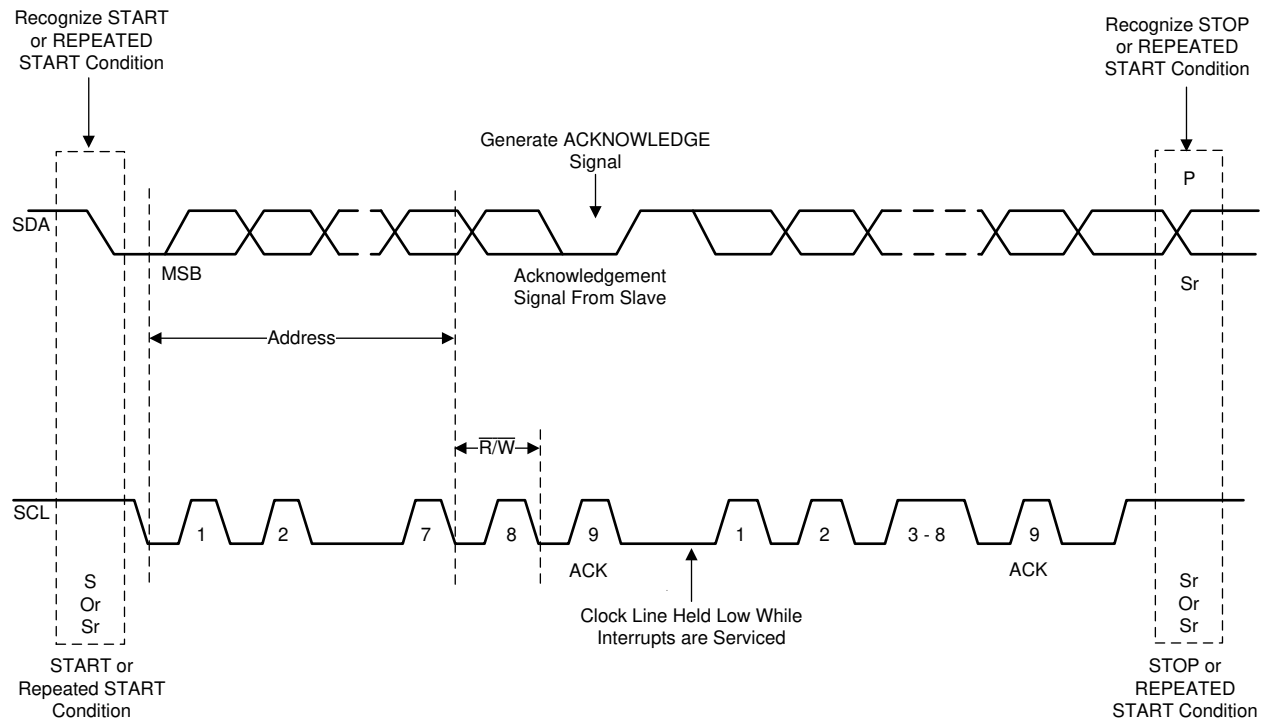 Recognize START
or REPEATED
START Condition
Recognize STOP
or REPEATED
START Condition
Generate ACKNOWLEDGE
Signal
P
SDA
MSB
Acknowledgement
Signal From Slave
Sr
Address
R/W
SCL
1
2
7
8
9
1
2
3 - 8
9
ACK
ACK
S
Or
Sr
Clock Line Held Low While
Interrupts are Serviced
Sr
Or
Sr
START or
Repeated START
Condition
STOP or
REPEATED
START Condition